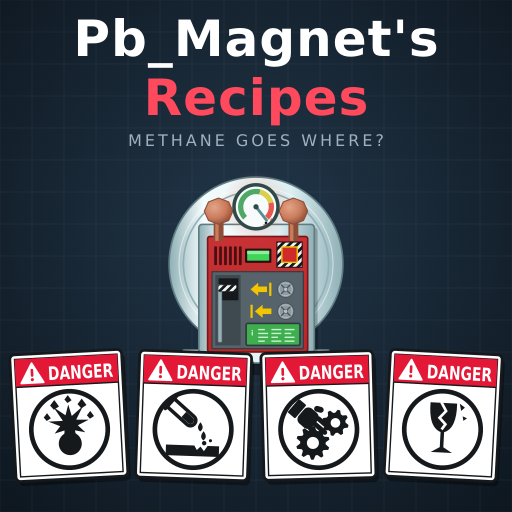 Pb_Magnet's
Recipes
METHANE GOES WHERE?
DANGER
DANGER
DANGER
DANGER